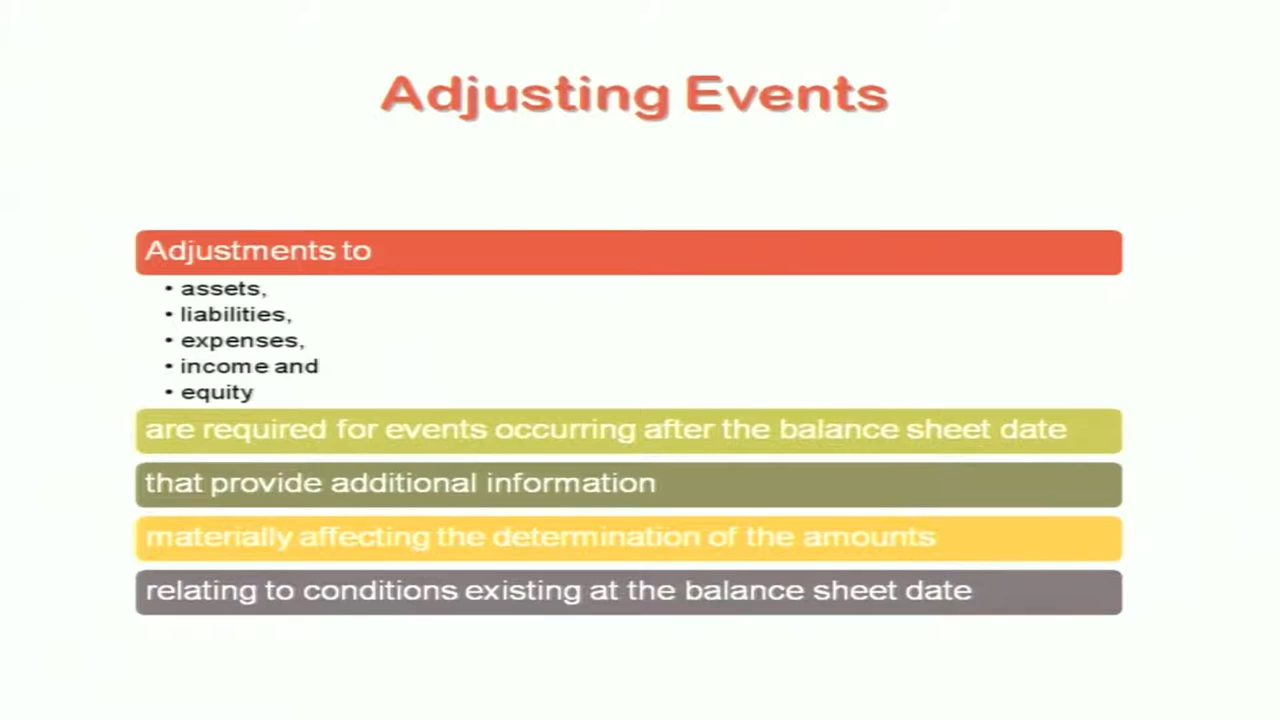 Adjusting Events
Adjustments to
• assets,
• liabilities,
• expenses,
• income and
• equity
are required for events occurring after the balance sheet date
that provide additional information
materially affecting the determination of the amounts
relating to conditions existing at the balance sheet date